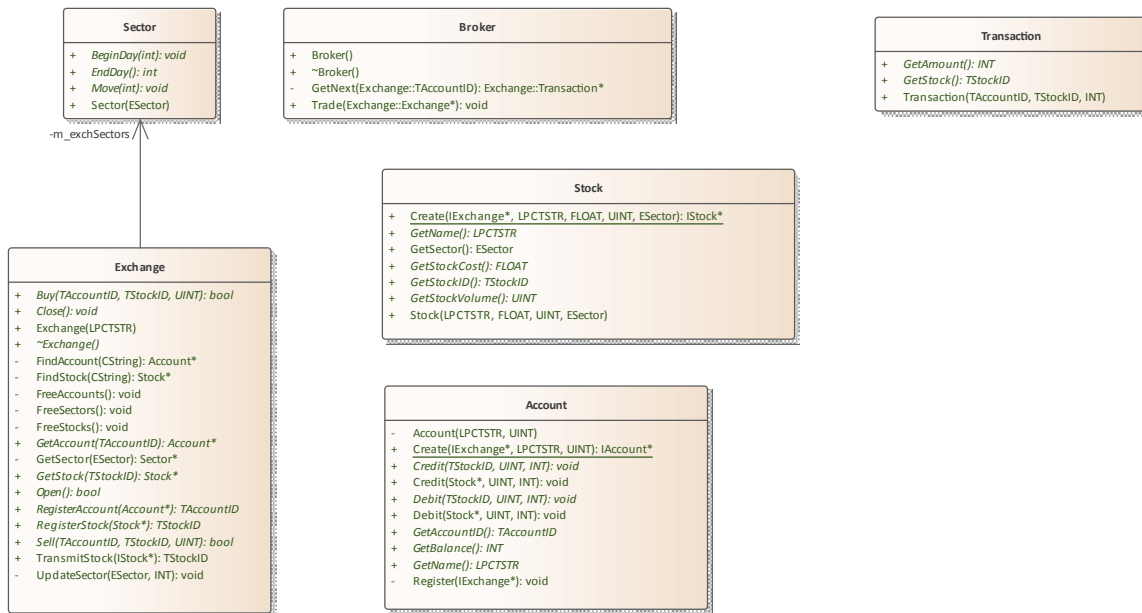 Sector
+ BeginDay(int): void
+ EndDay(): int
+ Move(int): void
+ Sector(ESector)
Broker
+ Broker()
+ ~Broker()
- GetNext(Exchange::TAccountID): Exchange::Transaction*
+ Trade(Exchange::Exchange*): void
Transaction
+ GetAmount(): INT
+ GetStock(): TStockID
+ Transaction(TAccountID, TStockID, INT)
-m_exchSectors
Stock
+ Create(IExchange*, LPCTSTR, FLOAT, UINT, ESector): IStock*
+ GetName(): LPCTSTR
+ GetSector(): ESector
+ GetStockCost(): FLOAT
+ GetStockID(): TStockID
+ GetStockVolume(): UINT
+ Stock(LPCTSTR, FLOAT, UINT, ESector)
Exchange
+ Buy(TAccountID, TStockID, UINT): bool
+ Close(): void
+ Exchange(LPCTSTR)
+ ~Exchange()
- FindAccount(CString): Account*
- FindStock(CString): Stock*
- FreeAccounts(): void
- FreeSectors(): void
- FreeStocks(): void
+ GetAccount(TAccountID): Account*
- GetSector(ESector): Sector*
+ GetStock(TStockID): Stock*
+ Open(): bool
+ RegisterAccount(Account*): TAccountID
+ RegisterStock(Stock*): TStockID
+ Sell(TAccountID, TStockID, UINT): bool
+ TransmitStock(IStock*): TStockID
- UpdateSector(ESector, INT): void
Account
- Account(LPCTSTR, UINT)
+ Create(IExchange*, LPCTSTR, UINT): IAccount*
+ Credit(TStockID, UINT, INT): void
+ Credit(Stock*, UINT, INT): void
+ Debit(TStockID, UINT, INT): void
+ Debit(Stock*, UINT, INT): void
+ GetAccountID(): TAccountID
+ GetBalance(): INT
+ GetName(): LPCTSTR
- Register(IExchange*): void